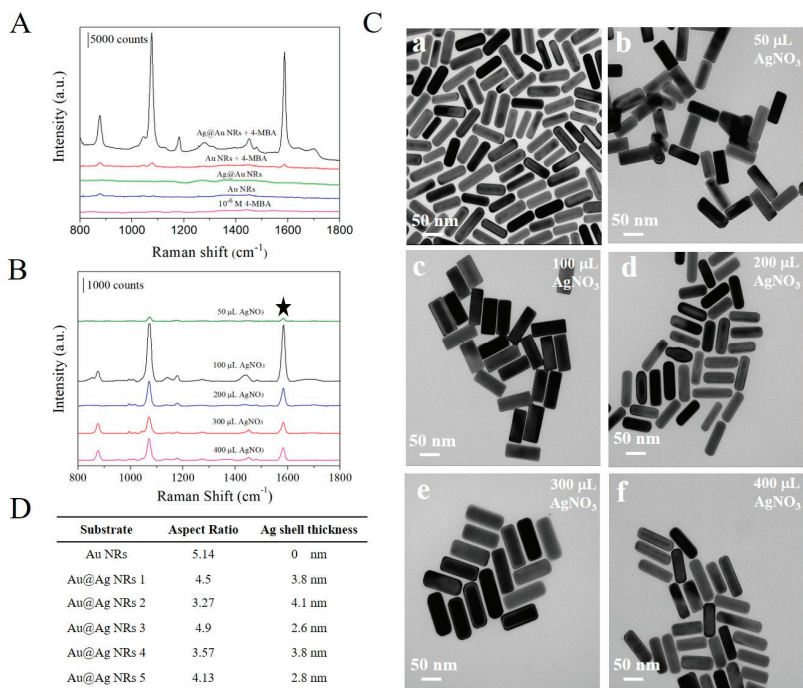 A
5000 counts
Intensity (a.u.)
Ag@Au NRs + 4-MBA
Au NRs + 4-MBA
Ag@Au NRs
Au NRs
10⁻⁶ M 4-MBA
800 1000 1200 1400 1600 1800
Raman shift (cm⁻¹)
B
1000 counts
Intensity (a.u.)
★
50 μL AgNO₃
100 μL AgNO₃
200 μL AgNO₃
300 μL AgNO₃
400 μL AgNO₃
800 1000 1200 1400 1600 1800
Raman Shift (cm⁻¹)
D
Substrate Aspect Ratio Ag shell thickness
Au NRs 5.14 0 nm
Au@Ag NRs 1 4.5 3.8 nm
Au@Ag NRs 2 3.27 4.1 nm
Au@Ag NRs 3 4.9 2.6 nm
Au@Ag NRs 4 3.57 3.8 nm
Au@Ag NRs 5 4.13 2.8 nm
C
a
50 nm
b
50 μL
AgNO₃
50 nm
c
100 μL
AgNO₃
50 nm
d
200 μL
AgNO₃
50 nm
e
300 μL
AgNO₃
50 nm
f
400 μL
AgNO₃
50 nm